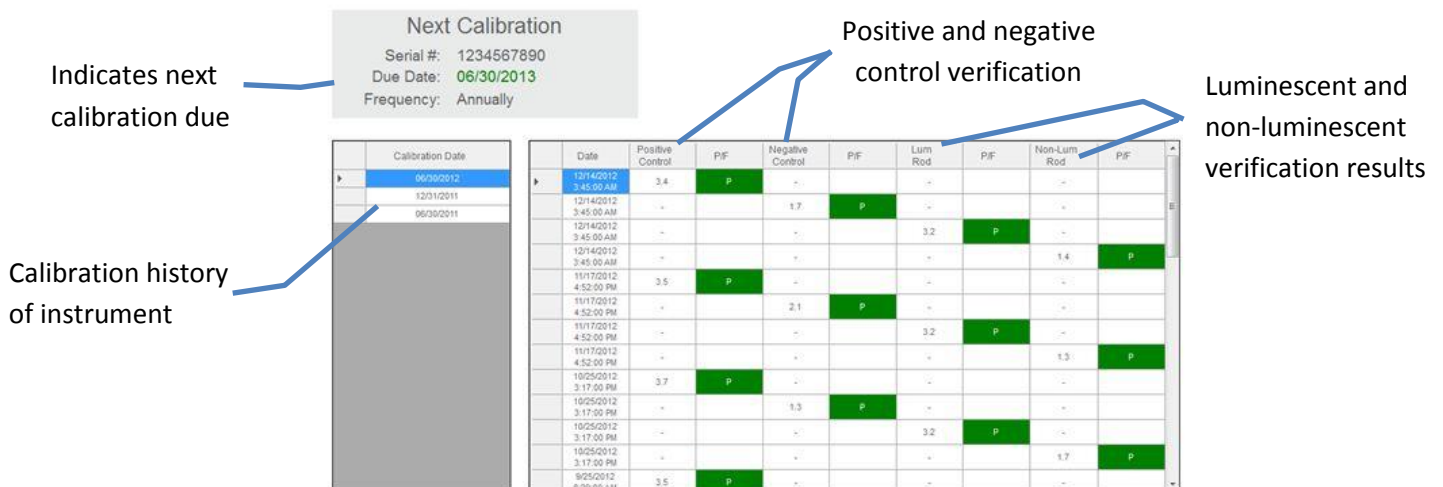 Next Calibration
Serial #: 1234567890
Due Date: 06/30/2013
Frequency: Annually
Indicates next
calibration due
Positive and negative
control verification
Luminescent and
non-luminescent
verification results
Calibration history
of instrument
Calibration Date
06/30/2012
12/31/2011
06/30/2011
Date Positive Control P/F Negative Control P/F Lum Rod P/F Non-Lum Rod P/F
12/14/2012 3:45:00 AM 3.4 P - - -
12/14/2012 3:45:00 AM - 1.7 P - -
12/14/2012 3:45:00 AM - - 3.2 P -
12/14/2012 3:45:00 AM - - - 1.4 P
11/17/2012 4:52:00 PM 3.5 P - - -
11/17/2012 4:52:00 PM - 2.1 P - -
11/17/2012 4:52:00 PM - - 3.2 P -
11/17/2012 4:52:00 PM - - - 1.3 P
10/25/2012 3:17:00 PM 3.7 P - - -
10/25/2012 3:17:00 PM - 1.3 P - -
10/25/2012 3:17:00 PM - - 3.2 P -
10/25/2012 3:17:00 PM - - - 1.7 P
9/25/2012 3.5 P - - -